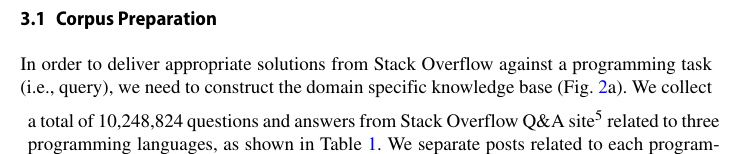 3.1 Corpus Preparation
In order to deliver appropriate solutions from Stack Overflow against a programming task
(i.e., query), we need to construct the domain specific knowledge base (Fig. 2a). We collect
a total of 10,248,824 questions and answers from Stack Overflow Q&A site⁵ related to three
programming languages, as shown in Table 1. We separate posts related to each program-